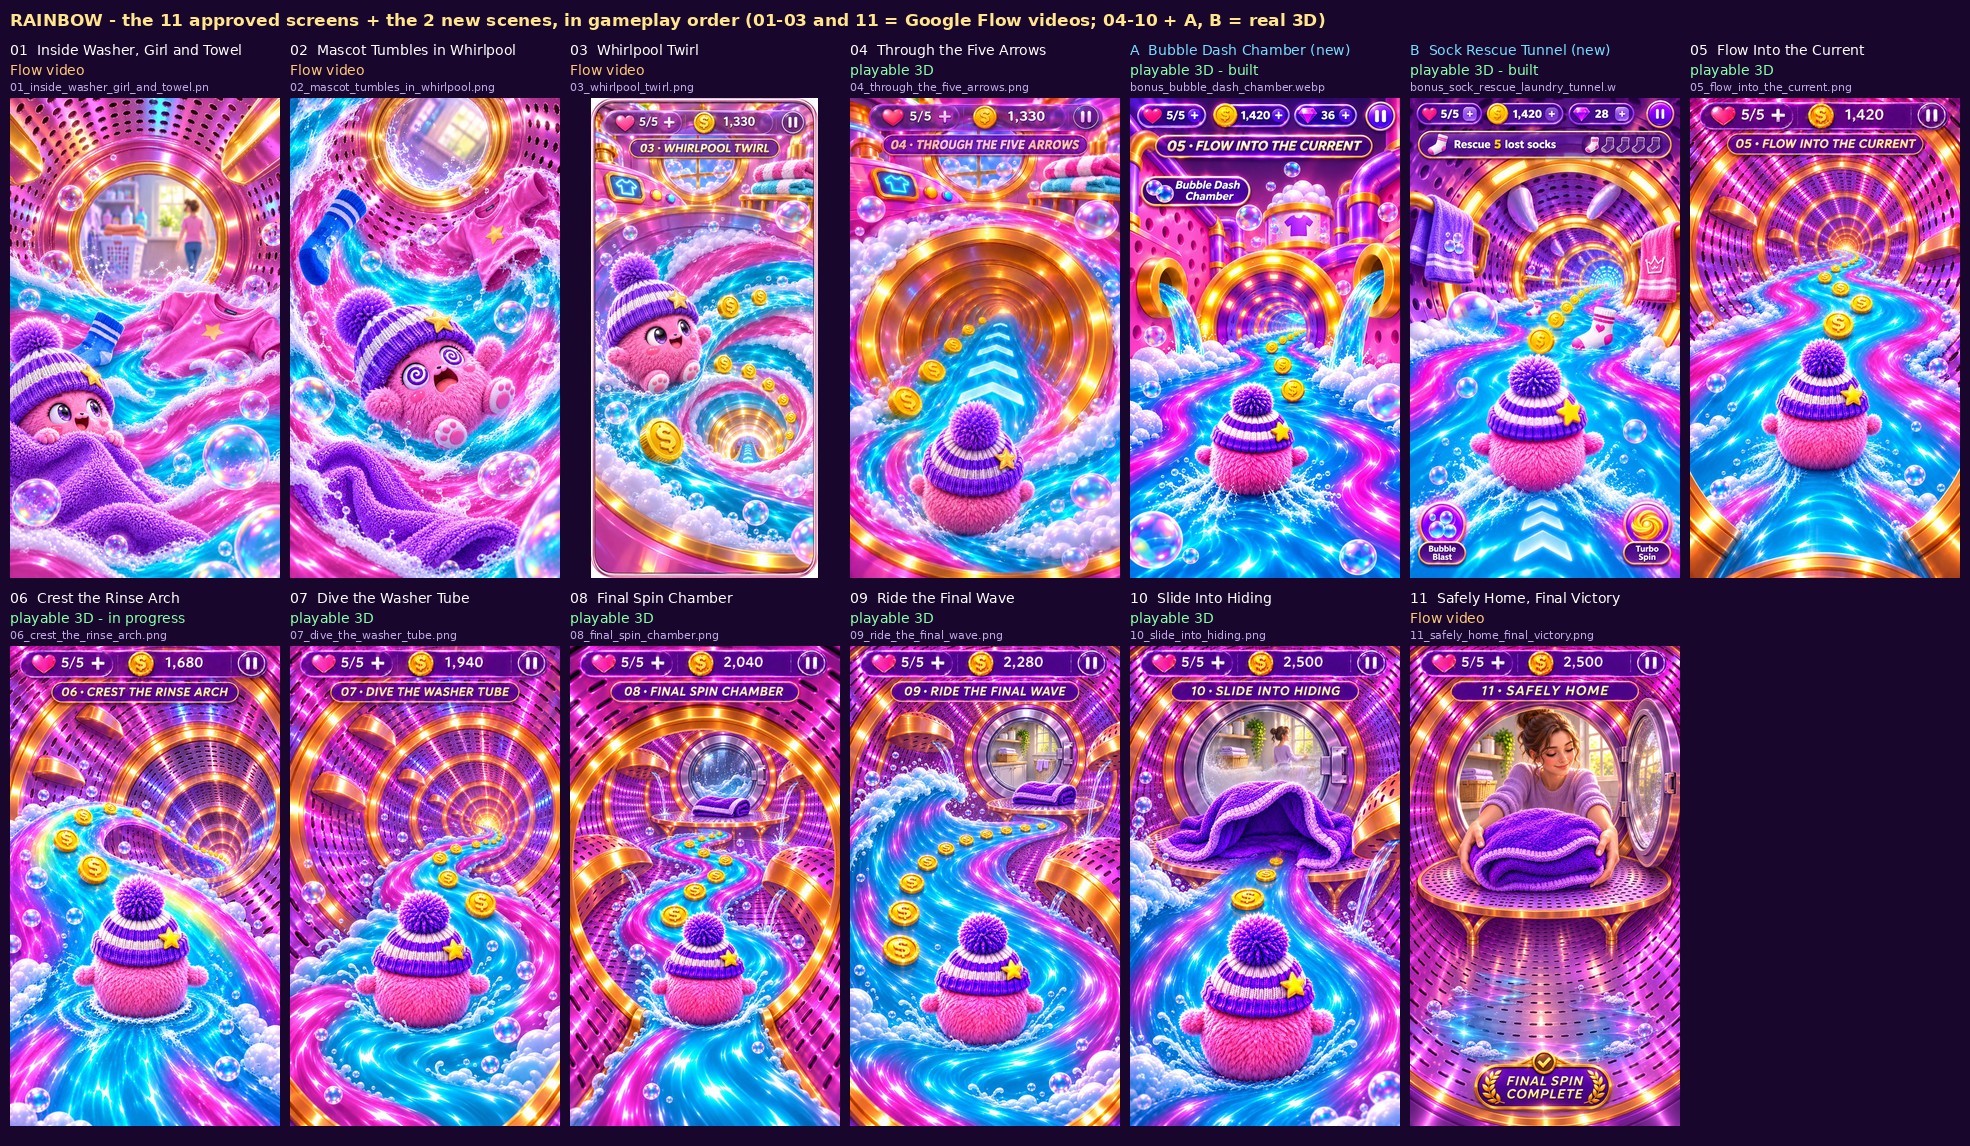 RAINBOW - the 11 approved screens + the 2 new scenes, in gameplay order (01-03 and 11 = Google Flow videos; 04-10 + A, B = real 3D)
01 Inside Washer, Girl and Towel
Flow video
01_inside_washer_girl_and_towel.pn
02 Mascot Tumbles in Whirlpool
Flow video
02_mascot_tumbles_in_whirlpool.png
03 Whirlpool Twirl
Flow video
03_whirlpool_twirl.png
5/5 + 1,330
03 • WHIRLPOOL TWIRL
04 Through the Five Arrows
playable 3D
04_through_the_five_arrows.png
5/5 + 1,330
04 • THROUGH THE FIVE ARROWS
A Bubble Dash Chamber (new)
playable 3D - built
bonus_bubble_dash_chamber.webp
5/5 + 1,420 + 36 +
05 • FLOW INTO THE CURRENT
Bubble Dash
Chamber
B Sock Rescue Tunnel (new)
playable 3D - built
bonus_sock_rescue_laundry_tunnel.w
5/5 + 1,420 + 28 +
Rescue 5 lost socks
Bubble
Blast
Turbo
Spin
05 Flow Into the Current
playable 3D
05_flow_into_the_current.png
5/5 + 1,420
05 • FLOW INTO THE CURRENT
06 Crest the Rinse Arch
playable 3D - in progress
06_crest_the_rinse_arch.png
5/5 + 1,680
06 • CREST THE RINSE ARCH
07 Dive the Washer Tube
playable 3D
07_dive_the_washer_tube.png
5/5 + 1,940
07 • DIVE THE WASHER TUBE
08 Final Spin Chamber
playable 3D
08_final_spin_chamber.png
5/5 + 2,040
08 • FINAL SPIN CHAMBER
09 Ride the Final Wave
playable 3D
09_ride_the_final_wave.png
5/5 + 2,280
09 • RIDE THE FINAL WAVE
10 Slide Into Hiding
playable 3D
10_slide_into_hiding.png
5/5 + 2,500
10 • SLIDE INTO HIDING
11 Safely Home, Final Victory
Flow video
11_safely_home_final_victory.png
5/5 + 2,500
11 • SAFELY HOME
FINAL SPIN
COMPLETE